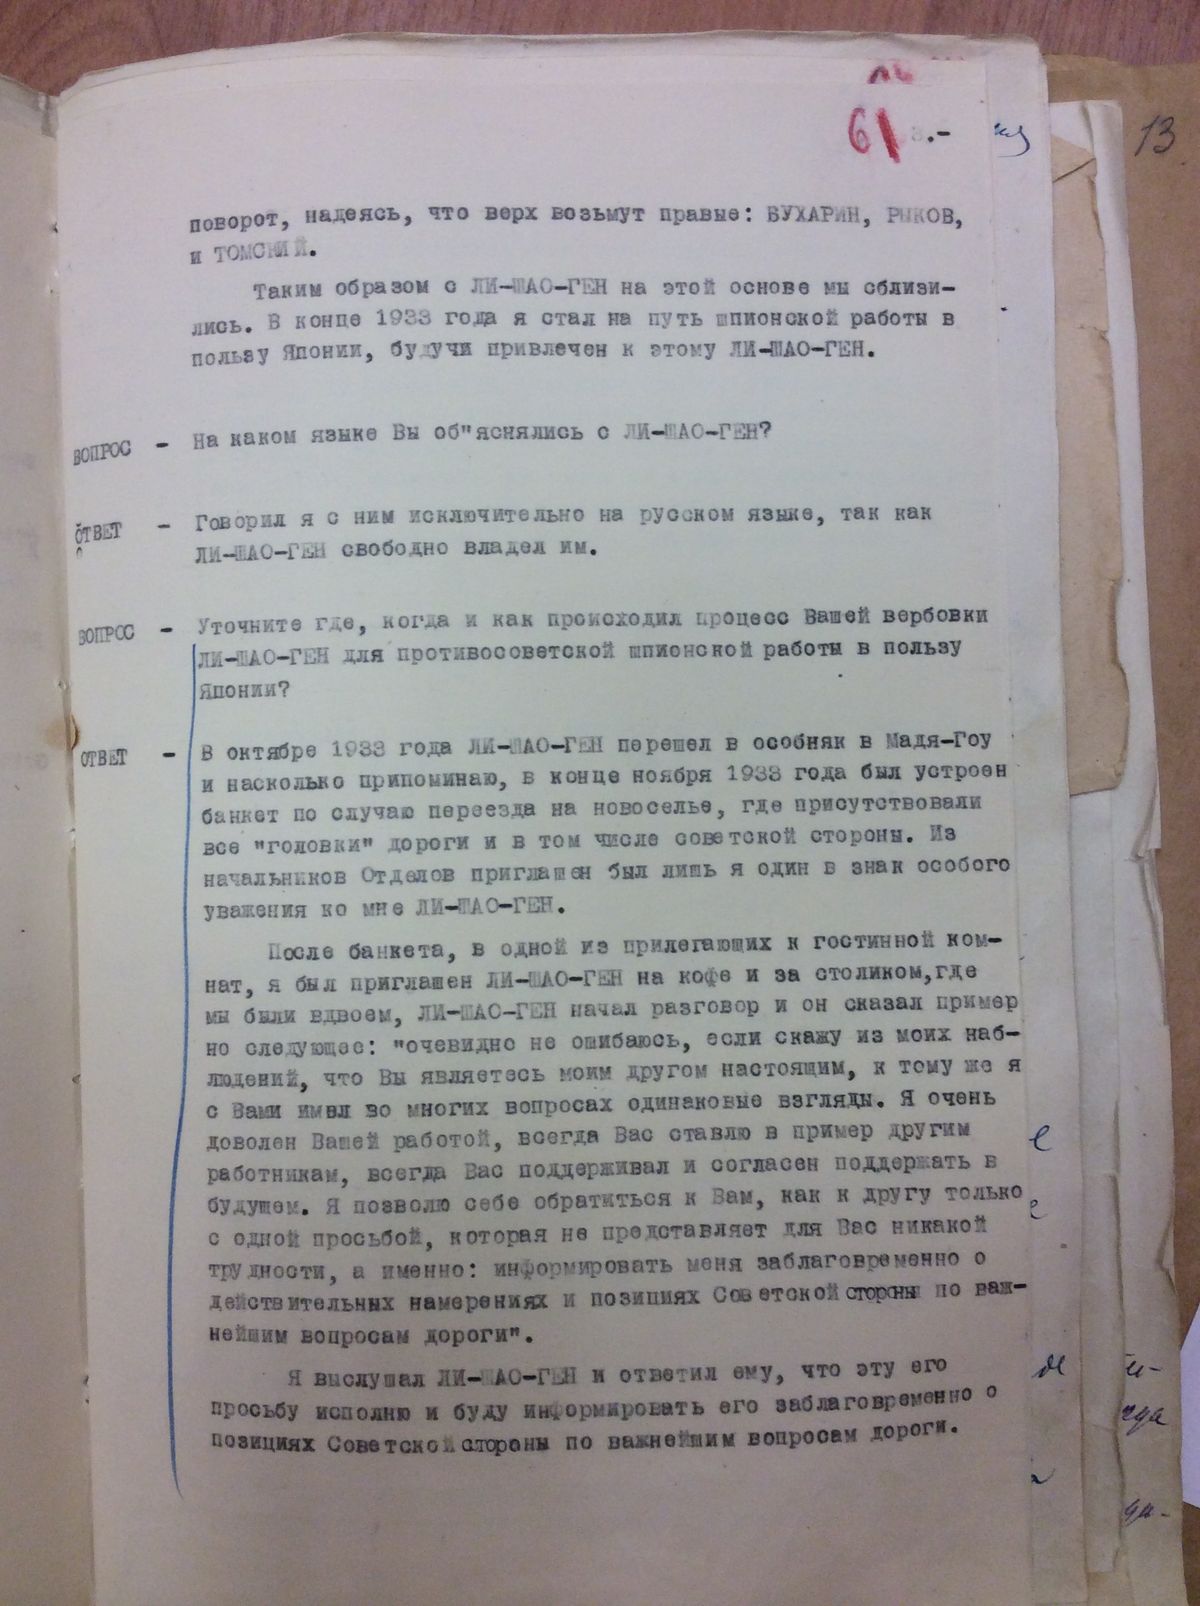 61 3.-
13
поворот, надеясь, что верх возьмут правые: БУХАРИН, РЫКОВ,
и ТОМСКИЙ.
Таким образом с ЛИ-ШАО-ГЕН на этой основе мы сблизи-
лись. В конце 1933 года я стал на путь шпионской работы в
пользу Японии, будучи привлечен к этому ЛИ-ШАО-ГЕН.
ВОПРОС - На каком языке Вы об"яснялись с ЛИ-ШАО-ГЕН?
ОТВЕТ - Говорил я с ним исключительно на русском языке, так как
ЛИ-ШАО-ГЕН свободно владел им.
ВОПРОС - Уточните где, когда и как происходил процесс Вашей вербовки
ЛИ-ШАО-ГЕН для противосоветской шпионской работы в пользу
Японии?
ОТВЕТ - В октябре 1933 года ЛИ-ШАО-ГЕН перешел в особняк в Мадя-Гоу
и насколько припоминаю, в конце ноября 1933 года был устроен
банкет по случаю переезда на новоселье, где присутствовали
все "головки" дороги и в том числе советской стороны. Из
начальников Отделов приглашен был лишь я один в знак особого
уважения ко мне ЛИ-ШАО-ГЕН.
После банкета, в одной из прилегающих к гостинной ком-
нат, я был приглашен ЛИ-ШАО-ГЕН на кофе и за столиком,где
мы были вдвоем, ЛИ-ШАО-ГЕН начал разговор и он сказал пример
но следующее: "очевидно не ошибаюсь, если скажу из моих наб-
людений, что Вы являетесь моим другом настоящим, к тому же я
с Вами имел во многих вопросах одинаковые взгляды. Я очень
доволен Вашей работой, всегда Вас ставлю в пример другим
работникам, всегда Вас поддерживал и согласен поддержать в
будушем. Я позволю себе обратиться к Вам, как к другу только
с одной просьбой, которая не представляет для Вас никакой
трудности, а именно: информировать меня заблаговременно о
действительных намерениях и позициях Советской стороны по важ-
нейшим вопросам дороги".
Я выслушал ЛИ-ШАО-ГЕН и ответил ему, что эту его
просьбу исполню и буду информировать его заблаговременно о
позициях Советской стороны по важнейшим вопросам дороги.